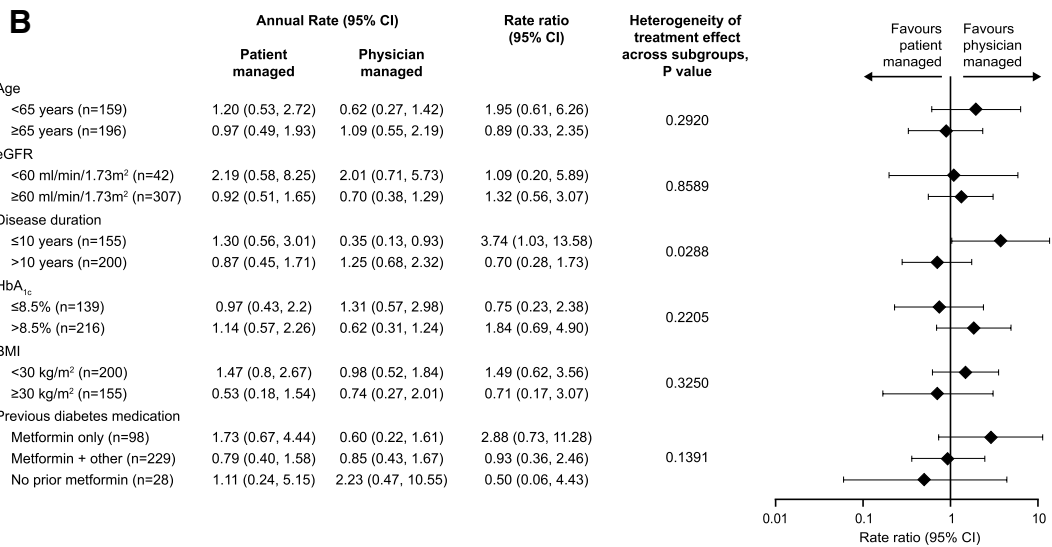 B
Annual Rate (95% CI)
Patient managed
Physician managed
Rate ratio (95% CI)
Heterogeneity of treatment effect across subgroups, P value
Favours patient managed
Favours physician managed
Age
<65 years (n=159) 1.20 (0.53, 2.72) 0.62 (0.27, 1.42) 1.95 (0.61, 6.26)
≥65 years (n=196) 0.97 (0.49, 1.93) 1.09 (0.55, 2.19) 0.89 (0.33, 2.35)
0.2920
eGFR
<60 ml/min/1.73m² (n=42) 2.19 (0.58, 8.25) 2.01 (0.71, 5.73) 1.09 (0.20, 5.89)
≥60 ml/min/1.73m² (n=307) 0.92 (0.51, 1.65) 0.70 (0.38, 1.29) 1.32 (0.56, 3.07)
0.8589
Disease duration
≤10 years (n=155) 1.30 (0.56, 3.01) 0.35 (0.13, 0.93) 3.74 (1.03, 13.58)
>10 years (n=200) 0.87 (0.45, 1.71) 1.25 (0.68, 2.32) 0.70 (0.28, 1.73)
0.0288
HbA1c
≤8.5% (n=139) 0.97 (0.43, 2.2) 1.31 (0.57, 2.98) 0.75 (0.23, 2.38)
>8.5% (n=216) 1.14 (0.57, 2.26) 0.62 (0.31, 1.24) 1.84 (0.69, 4.90)
0.2205
BMI
<30 kg/m² (n=200) 1.47 (0.8, 2.67) 0.98 (0.52, 1.84) 1.49 (0.62, 3.56)
≥30 kg/m² (n=155) 0.53 (0.18, 1.54) 0.74 (0.27, 2.01) 0.71 (0.17, 3.07)
0.3250
Previous diabetes medication
Metformin only (n=98) 1.73 (0.67, 4.44) 0.60 (0.22, 1.61) 2.88 (0.73, 11.28)
Metformin + other (n=229) 0.79 (0.40, 1.58) 0.85 (0.43, 1.67) 0.93 (0.36, 2.46)
No prior metformin (n=28) 1.11 (0.24, 5.15) 2.23 (0.47, 10.55) 0.50 (0.06, 4.43)
0.1391
0.01 0.1 1 10
Rate ratio (95% CI)